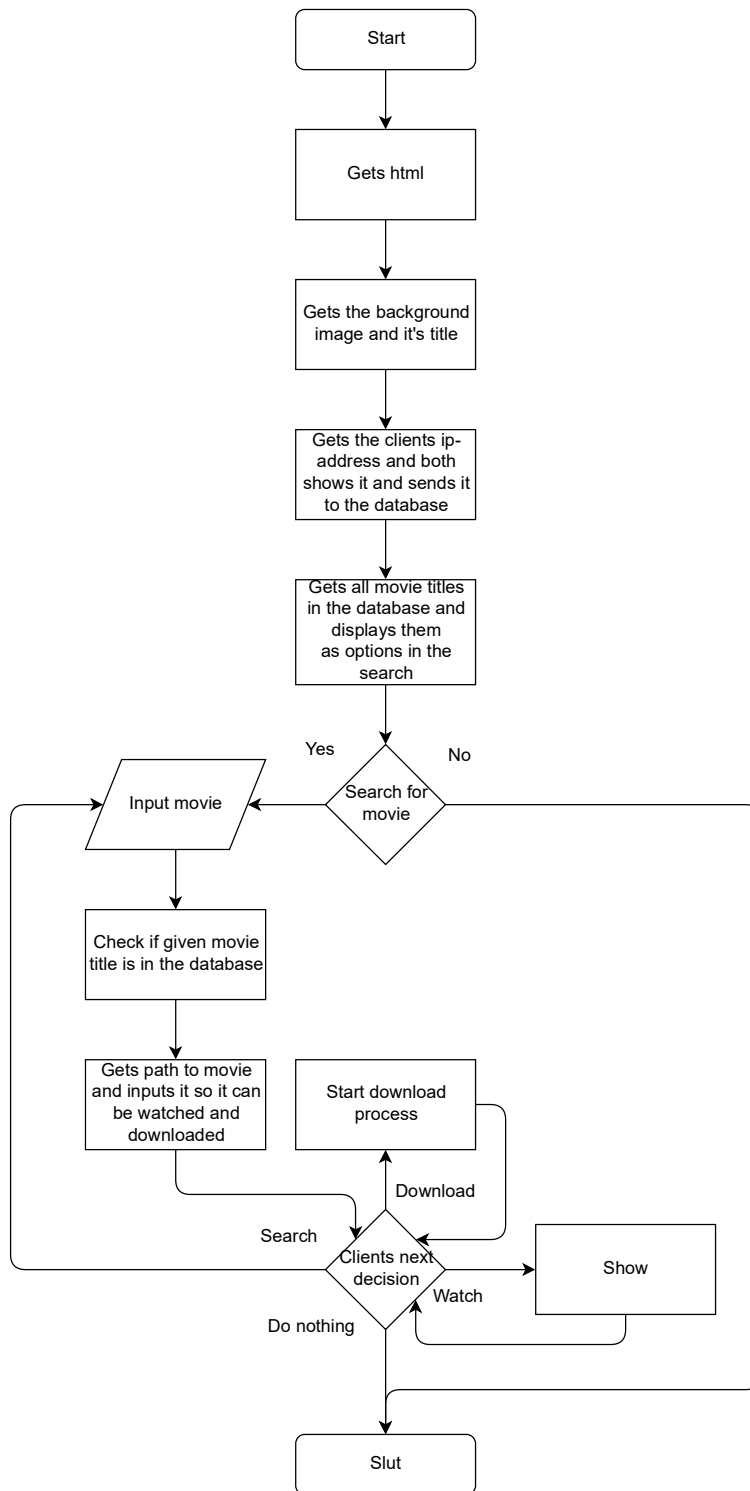 Start
Gets html
Gets the background
image and it's title
Gets the clients ip-
address and both
shows it and sends it
to the database
Gets all movie titles
in the database and
displays them
as options in the
search
Yes
No
Search for
movie
Input movie
Check if given movie
title is in the database
Gets path to movie
and inputs it so it can
be watched and
downloaded
Start download
process
Download
Search
Clients next
decision
Show
Watch
Do nothing
Slut